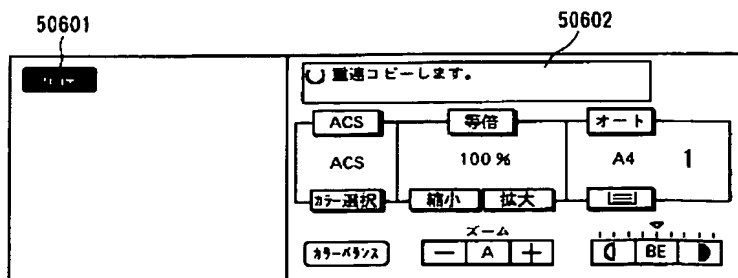 50601
50602
重連コピーします。
ACS
等倍
オート
ACS
100 %
A4
1
カラー選択
縮小
拡大
ズーム
カラーバランス
− A +
BE